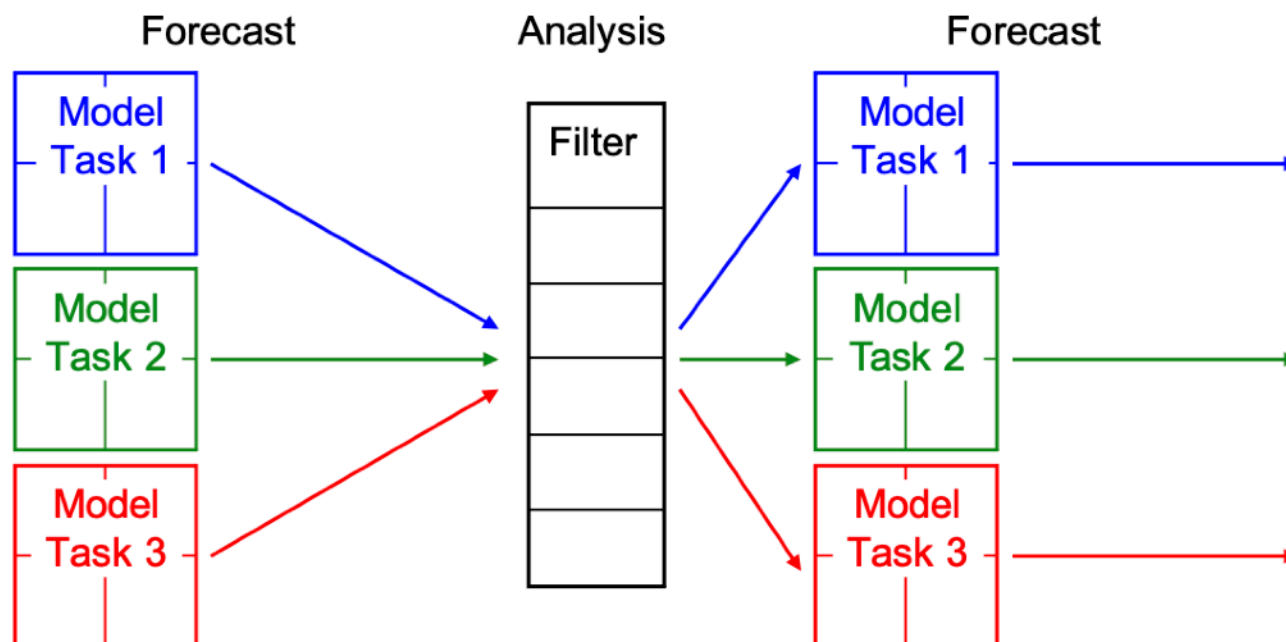 Forecast
Analysis
Forecast
Model
Task 1
Model
Task 2
Model
Task 3
Filter
Model
Task 1
Model
Task 2
Model
Task 3